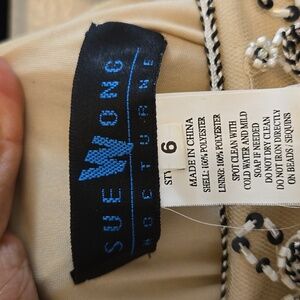 SUE WONG
NOCTURNE
6
MADE IN CHINA
SHELL: 100% POLYESTER
LINING: 100% POLYESTER
SPOT CLEAN WITH
COLD WATER AND MILD
SOAP IF NEEDED
DO NOT DRY CLEAN
DO NOT IRON DIRECTLY
ON BEADS / SEQUINS